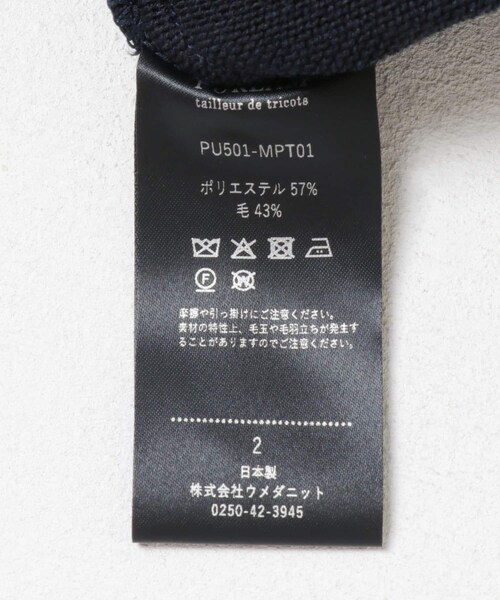 tailleur de tricots
PU501-MPT01
ポリエステル 57%
毛 43%
F
W
摩擦や引っ掛けにご注意ください。
素材の特性上、毛玉や毛羽立ちが発生す
ることがありますのでご注意ください。
2
日本製
株式会社ウメダニット
0250-42-3945